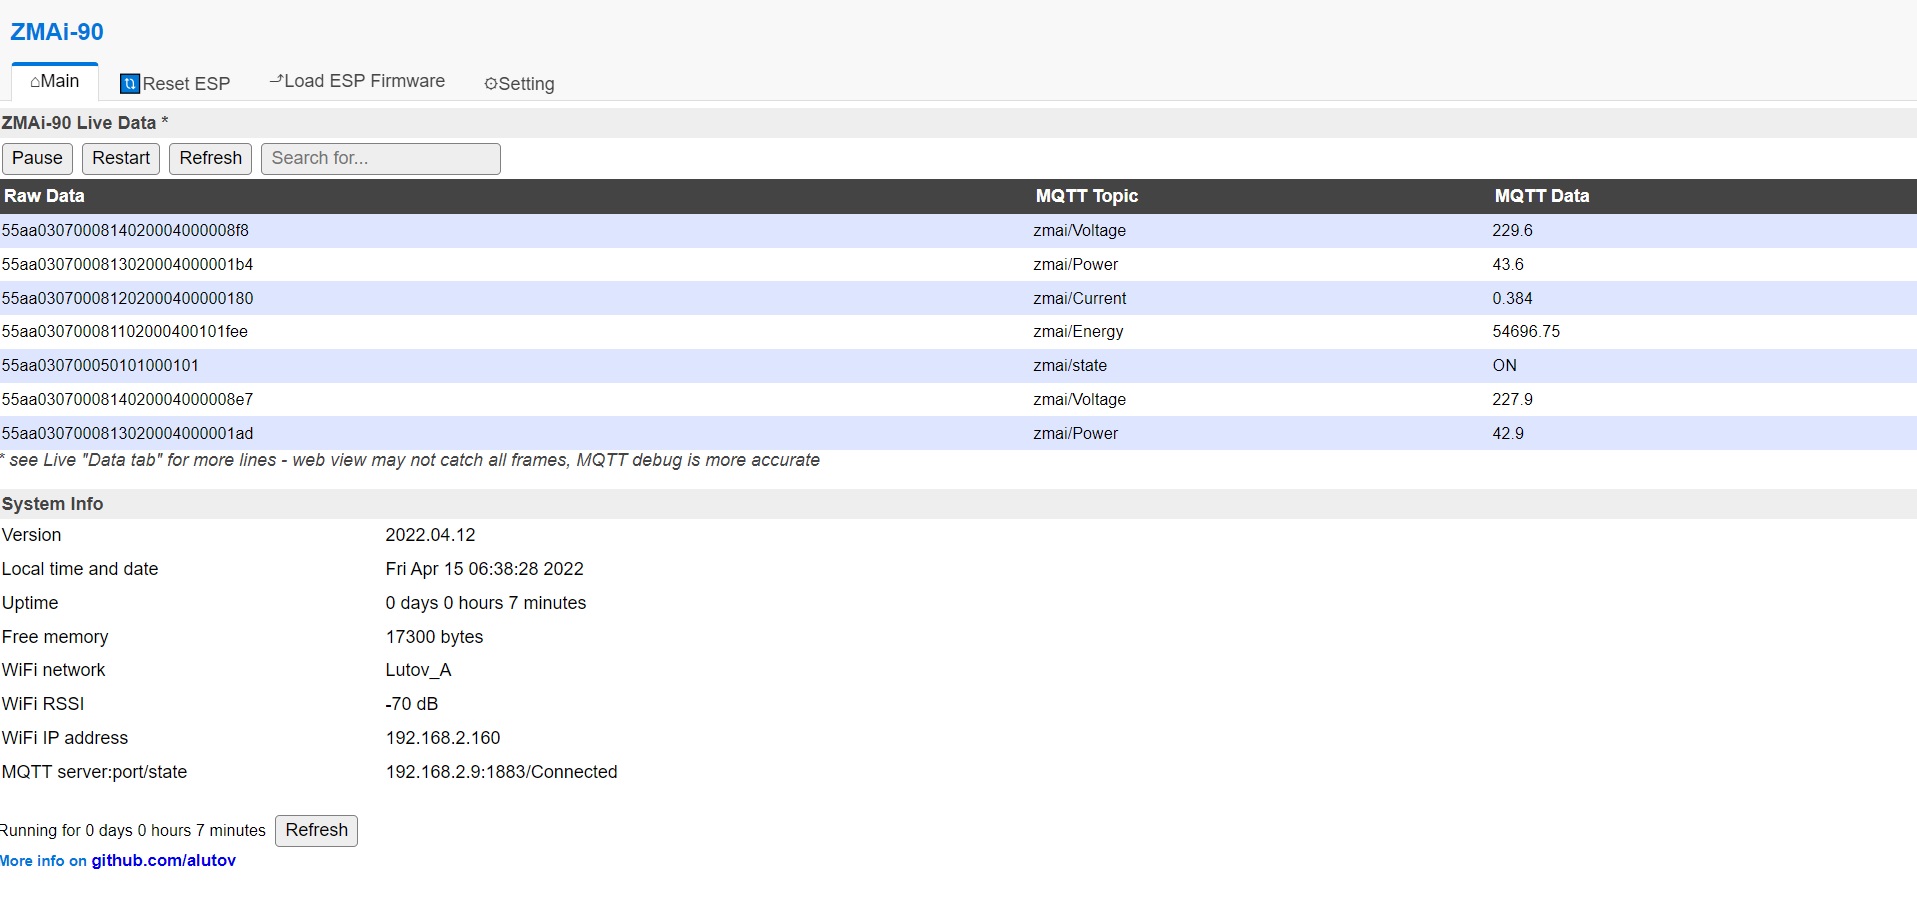 ZMAi-90
⌂Main 🔃Reset ESP ⮍Load ESP Firmware ⚙Setting
ZMAi-90 Live Data *
Pause Restart Refresh Search for...
Raw Data MQTT Topic MQTT Data
55aa03070008140200040000​08f8 zmai/Voltage 229.6
55aa0307000813020004000001b4 zmai/Power 43.6
55aa030700081202000400000180 zmai/Current 0.384
55aa030700081102000400101fee zmai/Energy 54696.75
55aa030700050101000101 zmai/state ON
55aa0307000814020004000008e7 zmai/Voltage 227.9
55aa0307000813020004000001ad zmai/Power 42.9
* see Live "Data tab" for more lines - web view may not catch all frames, MQTT debug is more accurate
System Info
Version 2022.04.12
Local time and date Fri Apr 15 06:38:28 2022
Uptime 0 days 0 hours 7 minutes
Free memory 17300 bytes
WiFi network Lutov_A
WiFi RSSI -70 dB
WiFi IP address 192.168.2.160
MQTT server:port/state 192.168.2.9:1883/Connected
Running for 0 days 0 hours 7 minutes Refresh
More info on github.com/alutov